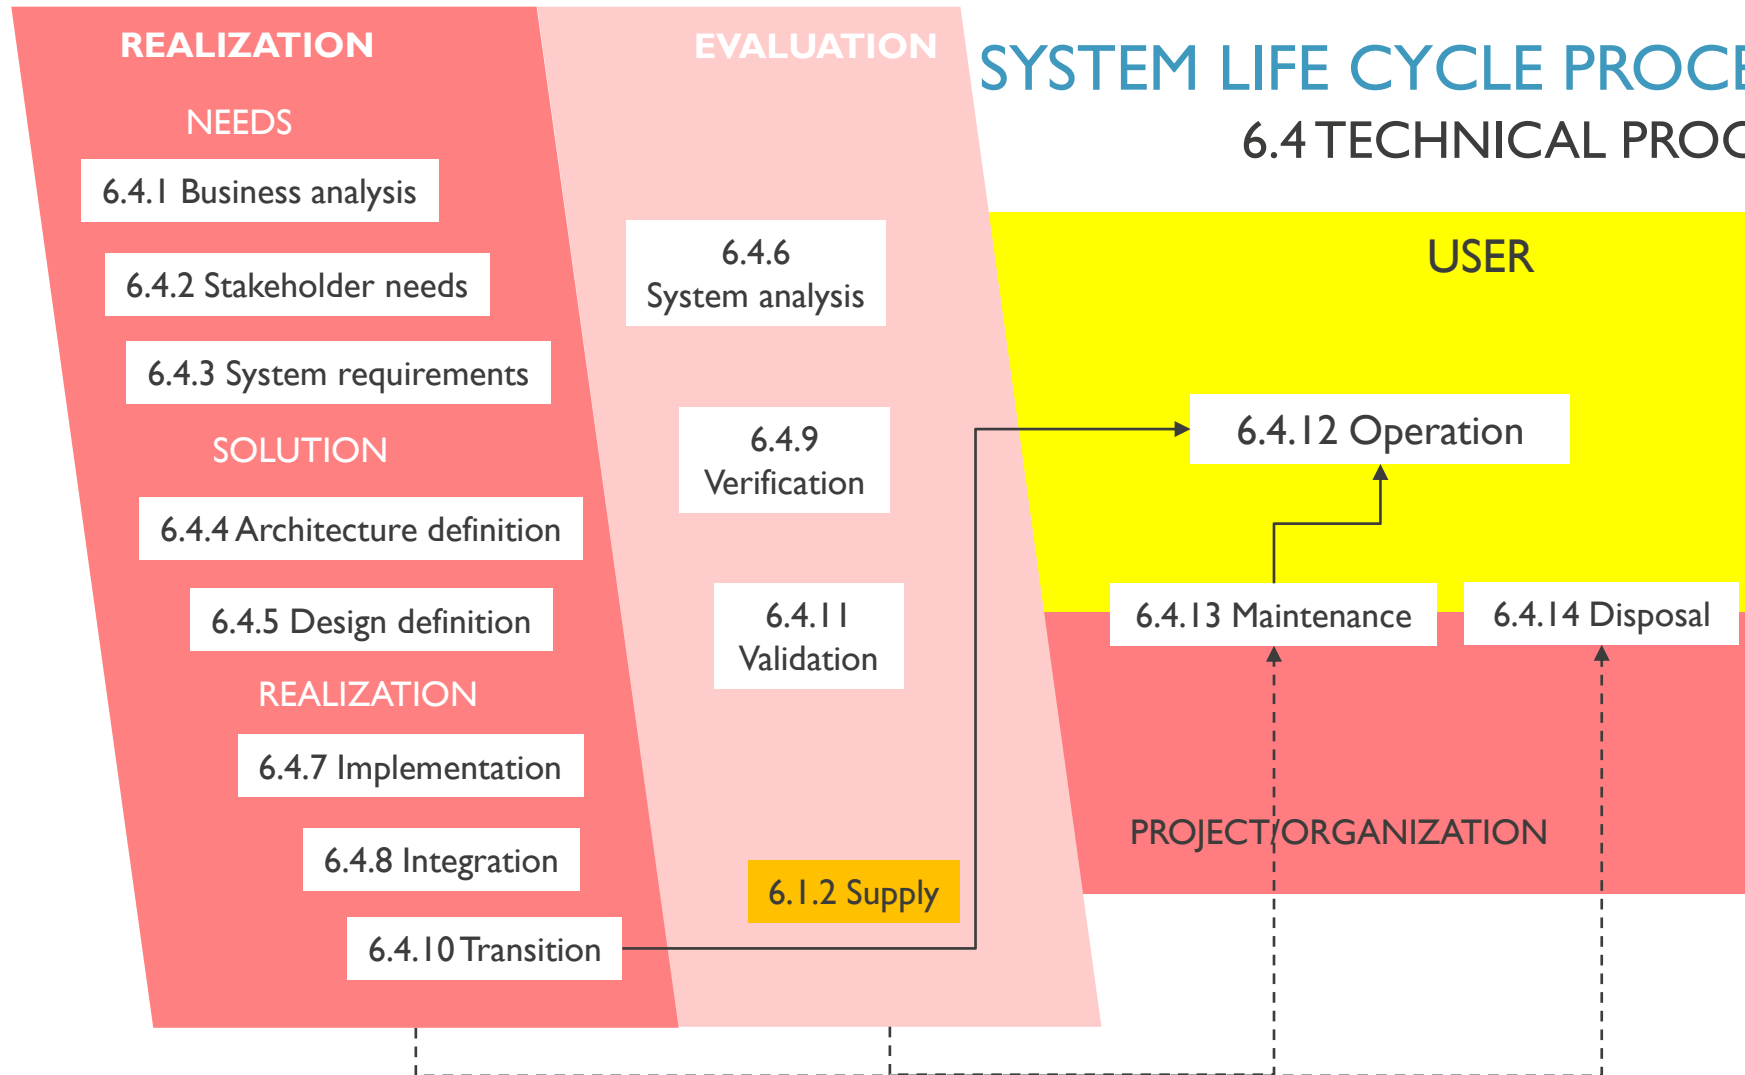 REALIZATION
NEEDS
6.4.1 Business analysis
6.4.2 Stakeholder needs
6.4.3 System requirements
SOLUTION
6.4.4 Architecture definition
6.4.5 Design definition
REALIZATION
6.4.7 Implementation
6.4.8 Integration
6.4.10 Transition
EVALUATION
6.4.6
System analysis
6.4.9
Verification
6.4.11
Validation
6.1.2 Supply
SYSTEM LIFE CYCLE PROCE
6.4 TECHNICAL PROC
USER
6.4.12 Operation
6.4.13 Maintenance
6.4.14 Disposal
PROJECT/ORGANIZATION